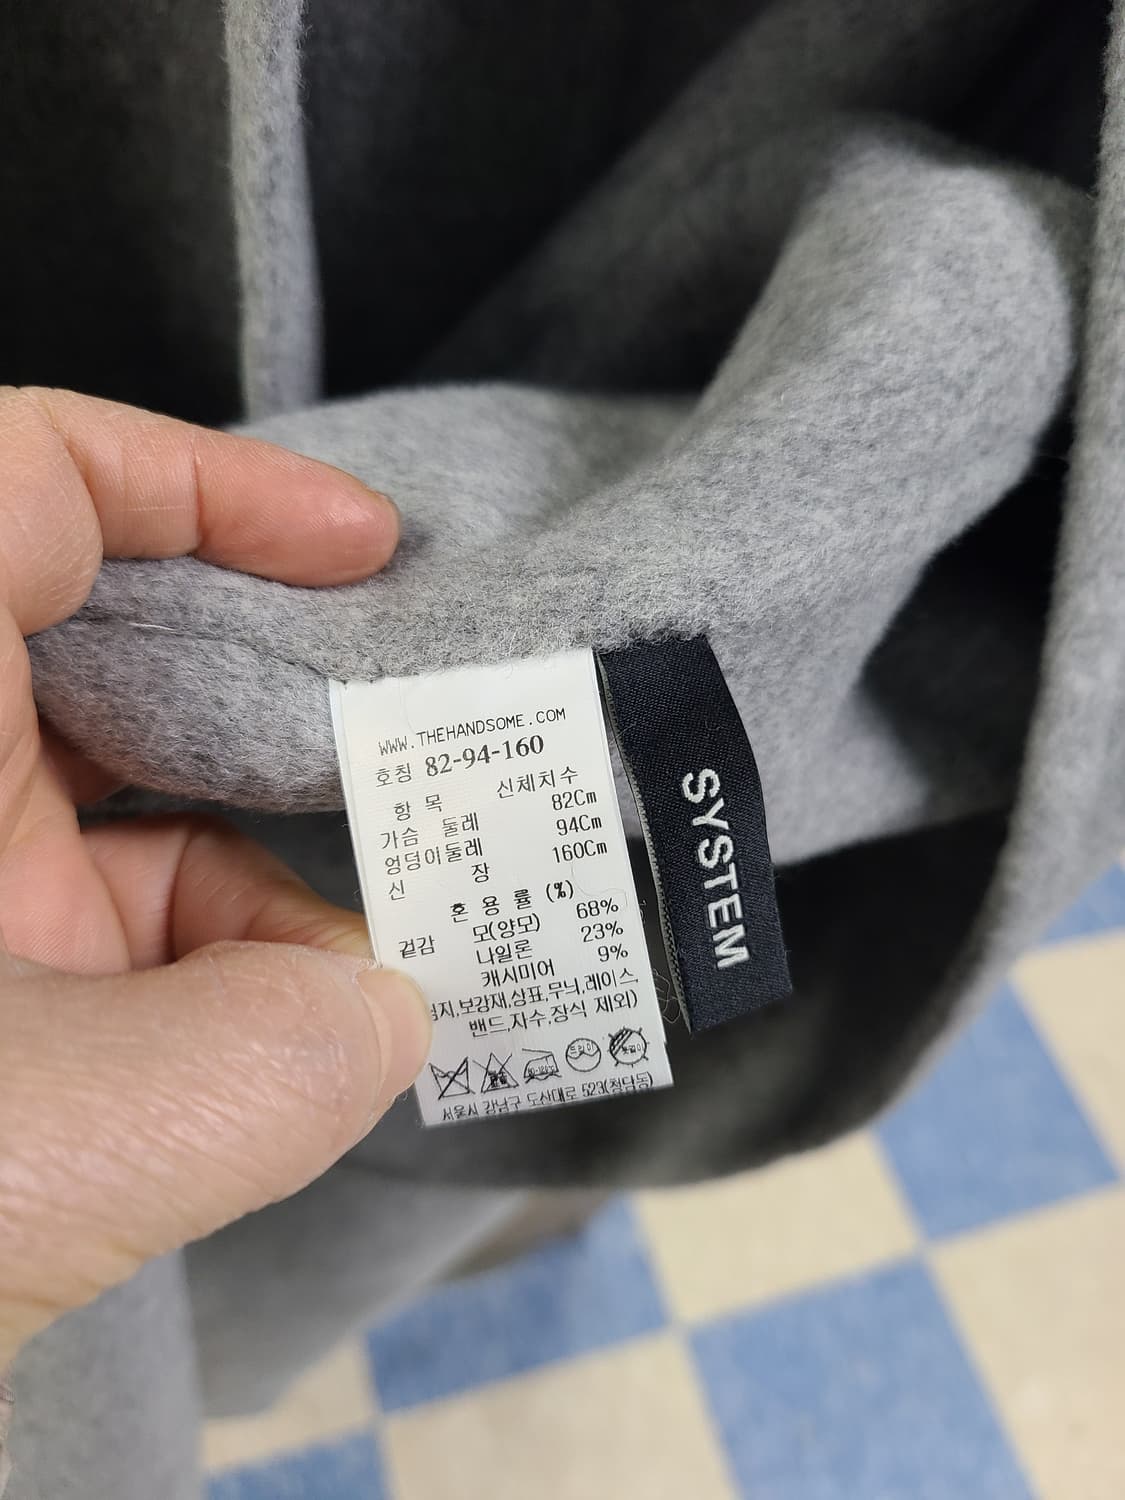 WWW.THEHANDSOME.COM
호칭 82-94-160
항 목 신체치수
가슴 둘레 82Cm
엉덩이둘레 94Cm
신 장 160Cm
혼 용 률 (%)
겉감 모(양모) 68%
나일론 23%
캐시미어 9%
보강재,상표,무늬,레이스,
밴드,자수,장식 제외)
드라이
서울시 강남구 도산대로 523(청담동)
SYSTEM